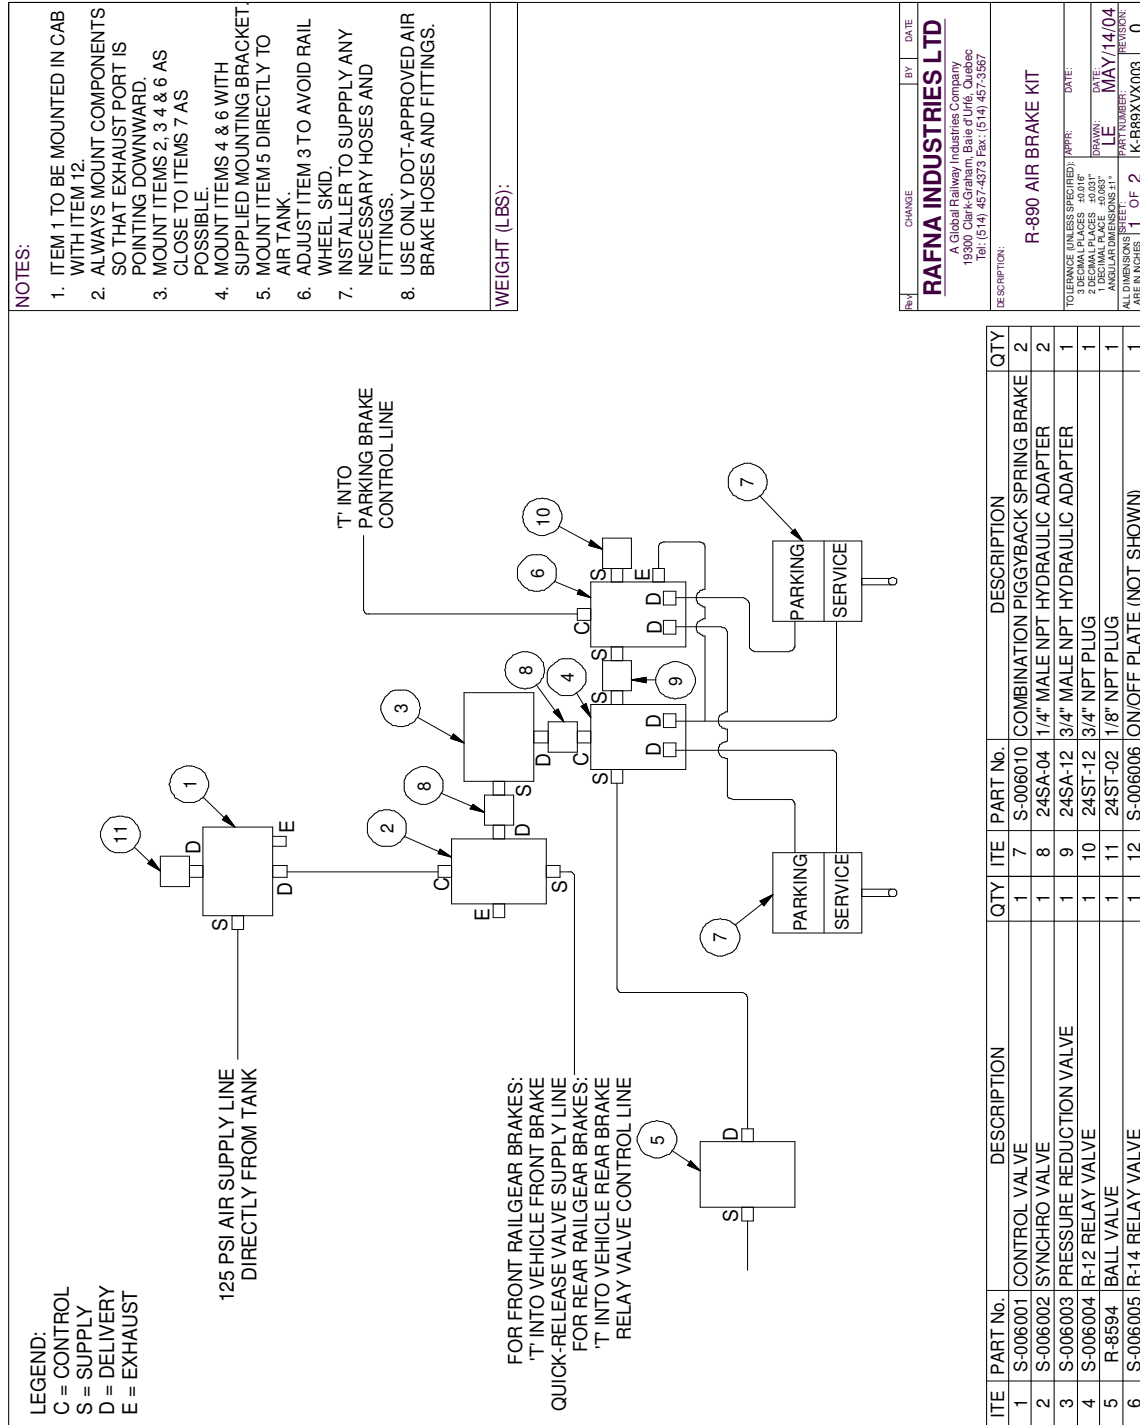 LEGEND:
C = CONTROL
S = SUPPLY
D = DELIVERY
E = EXHAUST
125 PSI AIR SUPPLY LINE
DIRECTLY FROM TANK
11
D
1
S
D
E
2
C
E
D
S
8
3
S
D
8
C
4
S
S
D
D
9
'T' INTO
PARKING BRAKE
CONTROL LINE
6
10
C
S
S
E
D
D
FOR FRONT RAILGEAR BRAKES:
'T' INTO VEHICLE FRONT BRAKE
QUICK-RELEASE VALVE SUPPLY LINE
FOR REAR RAILGEAR BRAKES:
'T' INTO VEHICLE REAR BRAKE
RELAY VALVE CONTROL LINE
5
S
D
7
PARKING
SERVICE
7
PARKING
SERVICE
NOTES:
1. ITEM 1 TO BE MOUNTED IN CAB
WITH ITEM 12.
2. ALWAYS MOUNT COMPONENTS
SO THAT EXHAUST PORT IS
POINTING DOWNWARD.
3. MOUNT ITEMS 2, 3 4 & 6 AS
CLOSE TO ITEMS 7 AS
POSSIBLE.
4. MOUNT ITEMS 4 & 6 WITH
SUPPLIED MOUNTING BRACKET.
5. MOUNT ITEM 5 DIRECTLY TO
AIR TANK.
6. ADJUST ITEM 3 TO AVOID RAIL
WHEEL SKID.
7. INSTALLER TO SUPPPLY ANY
NECESSARY HOSES AND
FITTINGS.
8. USE ONLY DOT-APPROVED AIR
BRAKE HOSES AND FITTINGS.
WEIGHT (LBS):
ITE PART No. DESCRIPTION QTY
1 S-006001 CONTROL VALVE 1
2 S-006002 SYNCHRO VALVE 1
3 S-006003 PRESSURE REDUCTION VALVE 1
4 S-006004 R-12 RELAY VALVE 1
5 R-8594 BALL VALVE 1
6 S-006005 R-14 RELAY VALVE 1
ITE PART No. DESCRIPTION QTY
7 S-006010 COMBINATION PIGGYBACK SPRING BRAKE 2
8 24SA-04 1/4" MALE NPT HYDRAULIC ADAPTER 2
9 24SA-12 3/4" MALE NPT HYDRAULIC ADAPTER 1
10 24ST-12 3/4" NPT PLUG 1
11 24ST-02 1/8" NPT PLUG 1
12 S-006006 ON/OFF PLATE (NOT SHOWN) 1
Rev CHANGE BY DATE
RAFNA INDUSTRIES LTD
A Global Railway Industries Company
19300 Clark-Graham, Baie d'Urfé, Quebec
Tel: (514) 457-4373 Fax: (514) 457-3567
DESCRIPTION:
R-890 AIR BRAKE KIT
TOLERANCE (UNLESS SPECIFIED):
3 DECIMAL PLACES ±0.016"
2 DECIMAL PLACES ±0.031"
1 DECIMAL PLACE ±0.063"
ANGULAR DIMENSIONS ±1°
APPR: DATE:
DRAWN: LE DATE: MAY/14/04
ALL DIMENSIONS ARE IN INCHES
SHEET: 1 OF 2
PART NUMBER: K-R89XVX003
REVISION: 0